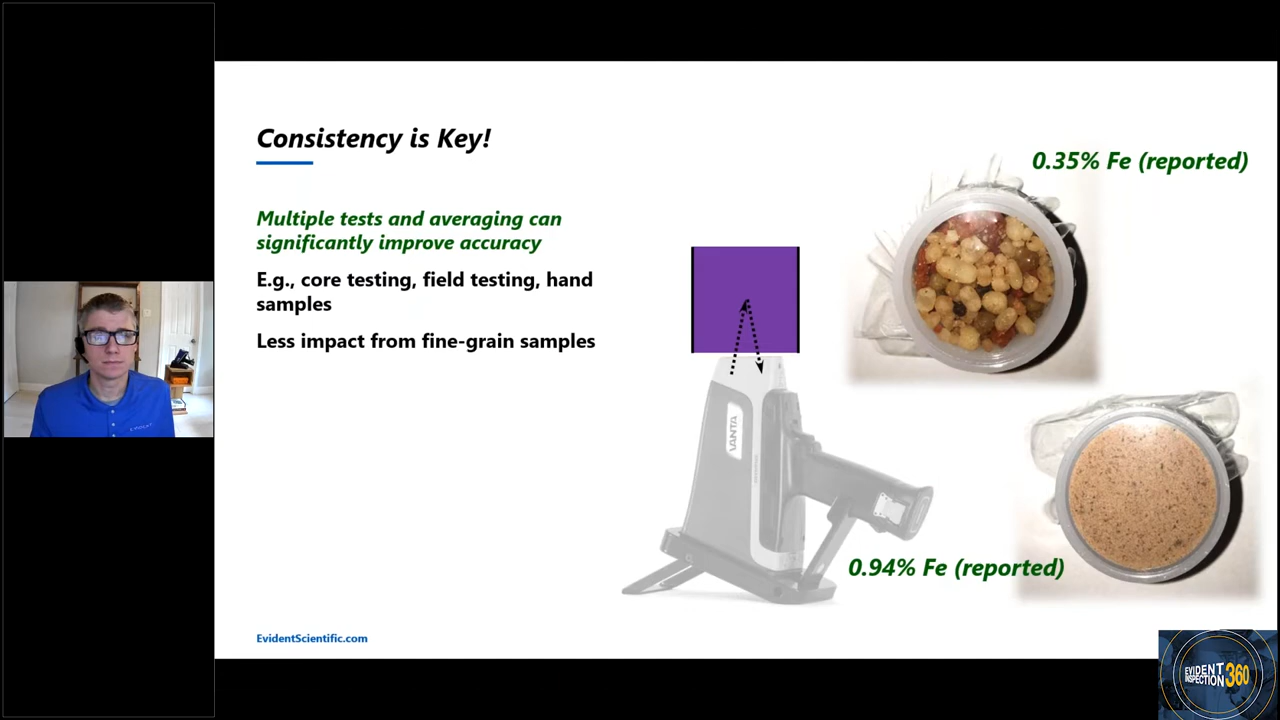 Consistency is Key!
0.35% Fe (reported)
Multiple tests and averaging can
significantly improve accuracy
E.g., core testing, field testing, hand
samples
Less impact from fine-grain samples
VANTA
0.94% Fe (reported)
EvidentScientific.com
EVIDENT
INSPECTION 360